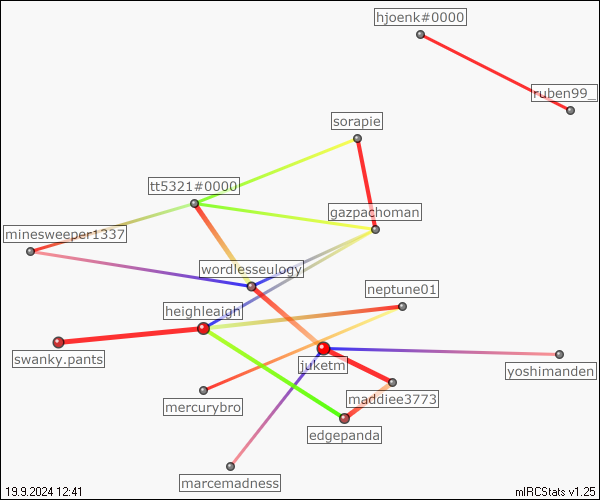 hjoenk#0000
ruben99_
sorapie
tt5321#0000
gazpachoman
minesweeper1337
wordlesseulogy
neptune01
heighleaigh
swanky.pants
juketm
yoshimanden
maddiee3773
mercurybro
edgepanda
marcemadness
19.9.2024 12:41
mIRCStats v1.25